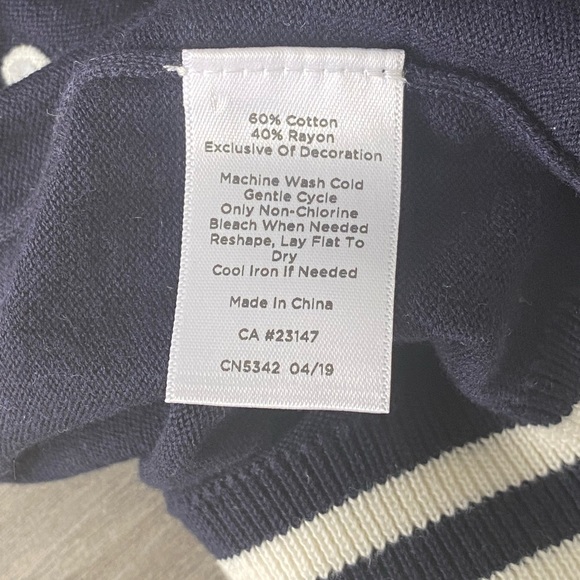 60% Cotton
40% Rayon
Exclusive Of Decoration
Machine Wash Cold
Gentle Cycle
Only Non-Chlorine
Bleach When Needed
Reshape, Lay Flat To
Dry
Cool Iron If Needed
Made In China
CA #23147
CN5342 04/19